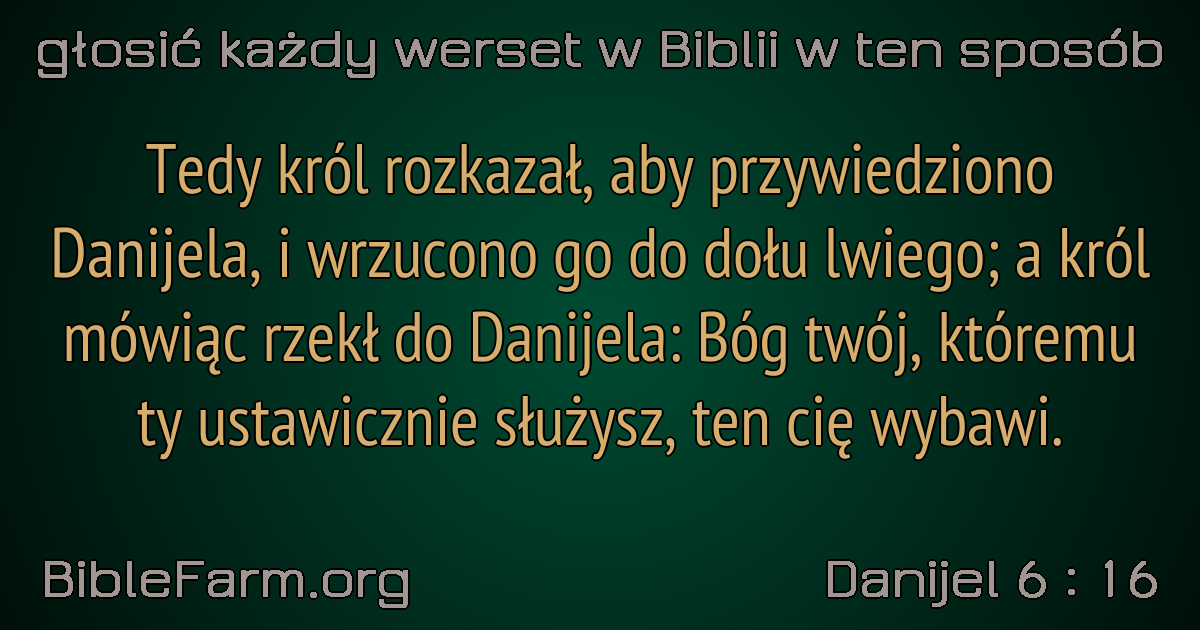 głosić każdy werset w Biblii w ten sposób
Tedy król rozkazał, aby przywiedziono
Danijela, i wrzucono go do dołu lwiego; a król
mówiąc rzekł do Danijela: Bóg twój, któremu
ty ustawicznie służysz, ten cię wybawi.
BibleFarm.org
Danijel 6 : 16